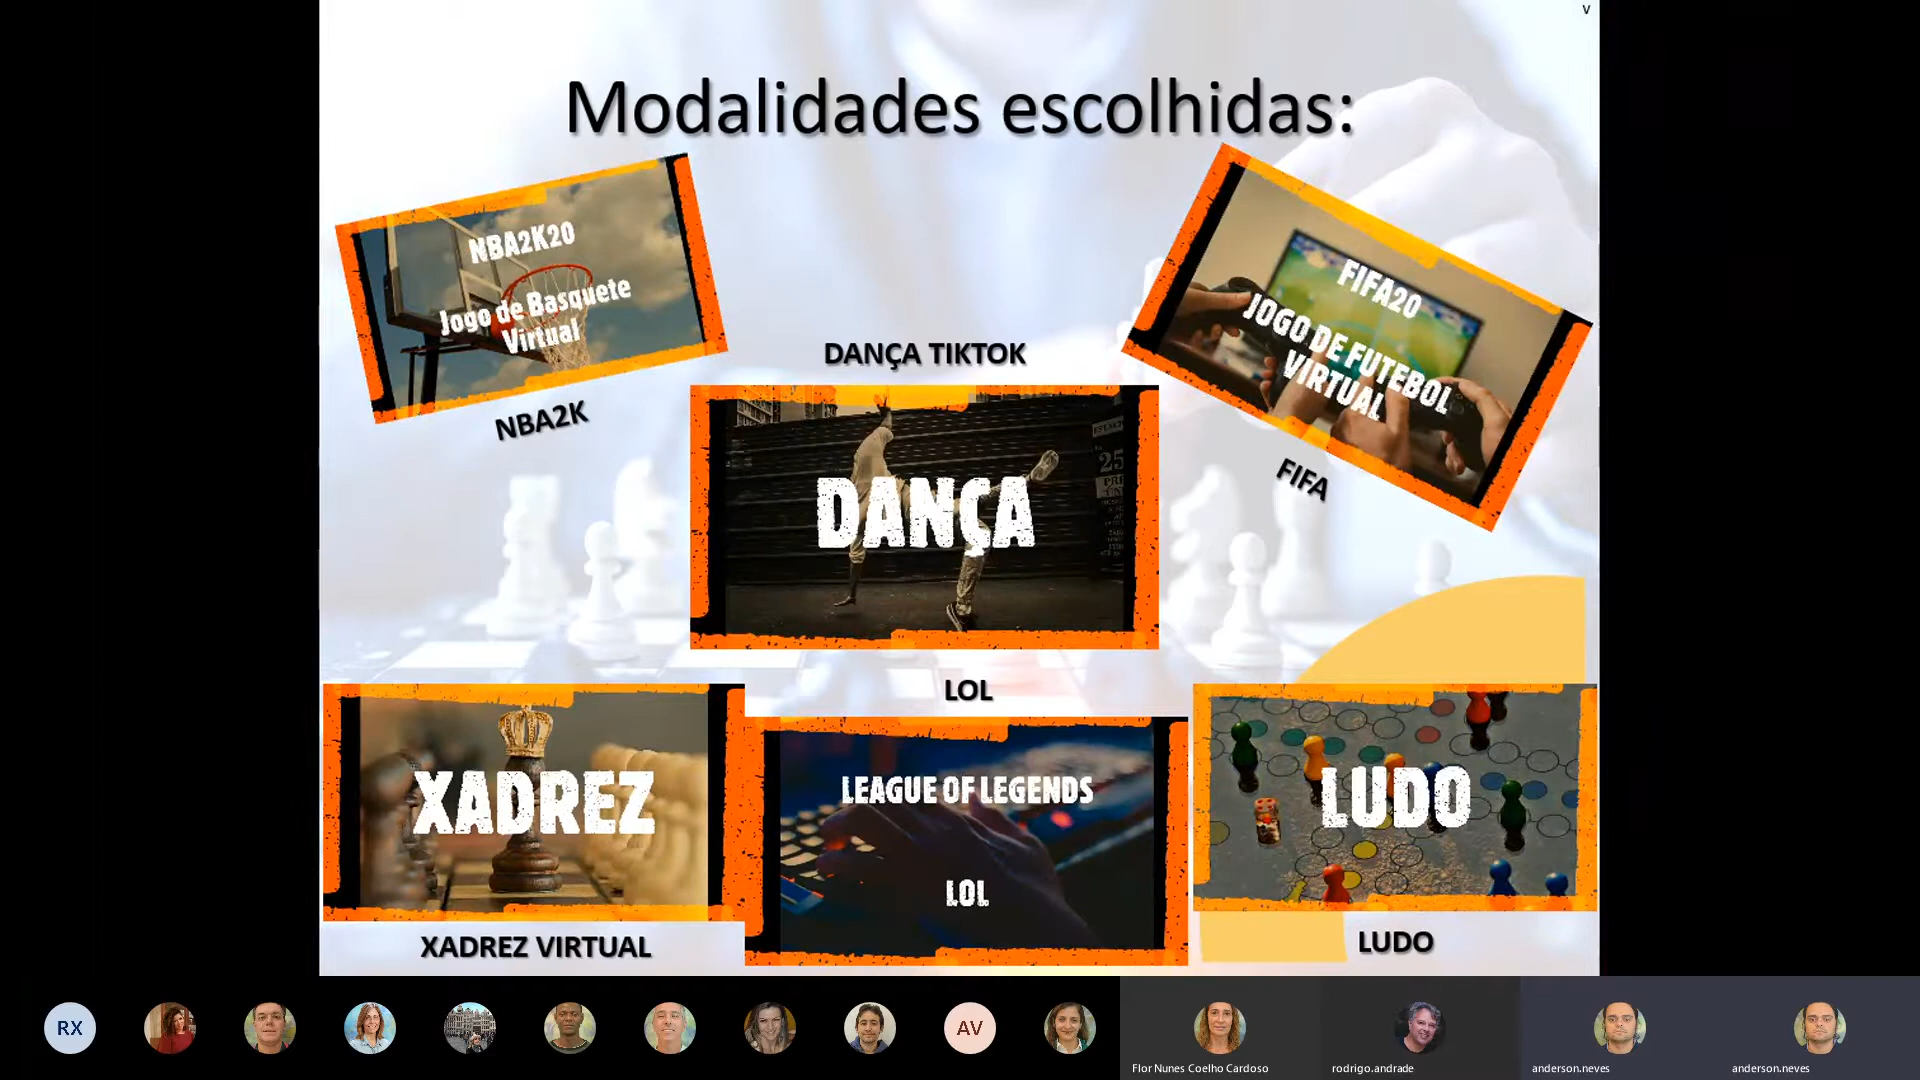 v
Modalidades escolhidas:
NBA2K20
Jogo de Basquete
Virtual
NBA2K
FIFA20
JOGO DE FUTEBOL
VIRTUAL
FIFA
DANÇA TIKTOK
25
DANÇA
LOL
XADREZ
XADREZ VIRTUAL
LEAGUE OF LEGENDS
LOL
LUDO
LUDO
RX
AV
Flor Nunes Coelho Cardoso
rodrigo.andrade
anderson.neves
anderson.neves